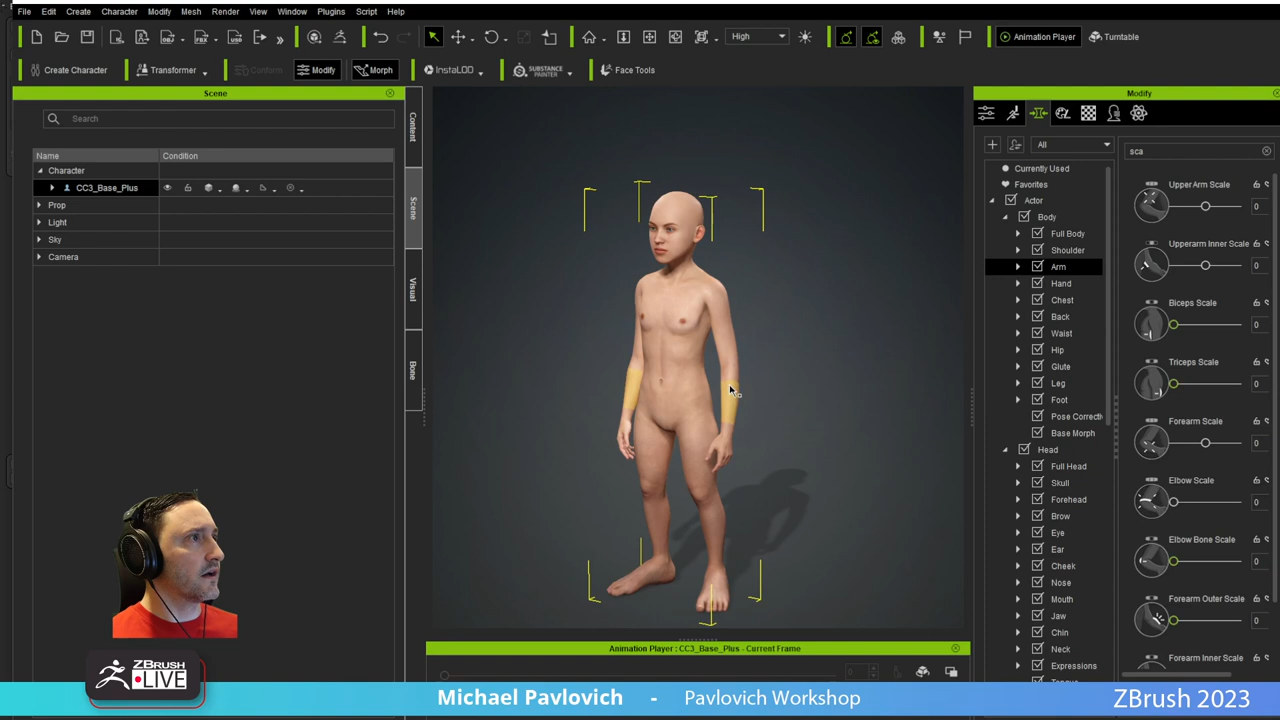 File Edit Create Character Modify Mesh Render View Window Plugins Script Help
High Animation Player Turntable
Create Character Transformer Conform Modify Morph InstaLOD SUBSTANCE PAINTER Face Tools
Scene
Search
Name Condition
Character
CC3_Base_Plus
Prop
Light
Sky
Camera
Content
Scene
Visual
Bone
Modify
All
sca
Currently Used
Favorites
Actor
Body
Full Body
Shoulder
Arm
Hand
Chest
Back
Waist
Hip
Glute
Leg
Foot
Pose Correcti
Base Morph
Head
Full Head
Skull
Forehead
Brow
Eye
Ear
Cheek
Nose
Mouth
Jaw
Chin
Neck
Expressions
Upper Arm Scale
0
Upperarm Inner Scale
0
Biceps Scale
0
Triceps Scale
0
Forearm Scale
0
Elbow Scale
0
Elbow Bone Scale
0
Forearm Outer Scale
0
Forearm Inner Scale
Animation Player : CC3_Base_Plus - Current Frame
ZBRUSH LIVE
Michael Pavlovich - Pavlovich Workshop ZBrush 2023